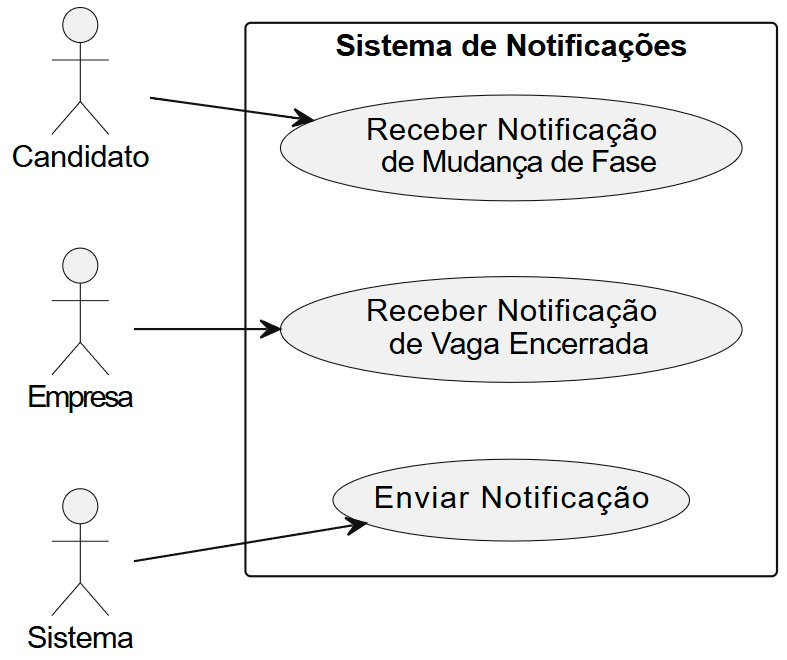 Sistema de Notificações
Receber Notificação
de Mudança de Fase
Candidato
Receber Notificação
de Vaga Encerrada
Empresa
Enviar Notificação
Sistema